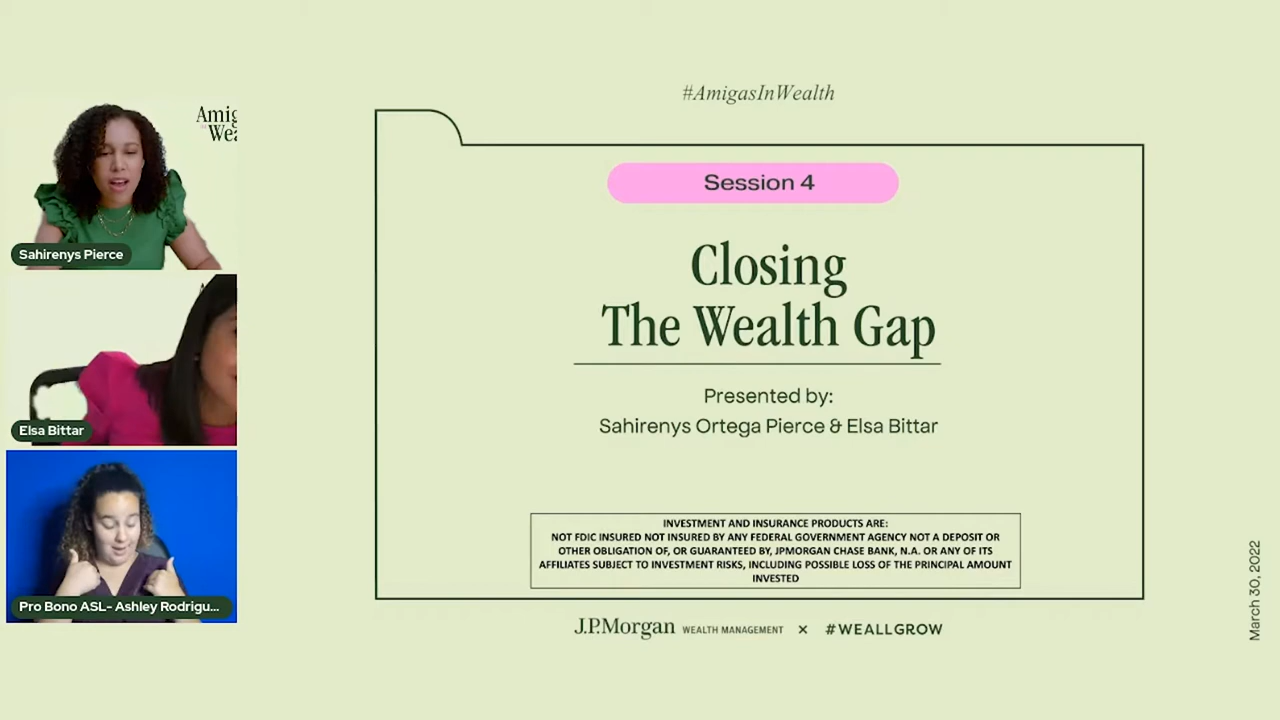 #AmigasInWealth
Session 4
Closing
The Wealth Gap
Presented by:
Sahirenys Ortega Pierce & Elsa Bittar
INVESTMENT AND INSURANCE PRODUCTS ARE:
NOT FDIC INSURED NOT INSURED BY ANY FEDERAL GOVERNMENT AGENCY NOT A DEPOSIT OR
OTHER OBLIGATION OF, OR GUARANTEED BY, JPMORGAN CHASE BANK, N.A. OR ANY OF ITS
AFFILIATES SUBJECT TO INVESTMENT RISKS, INCLUDING POSSIBLE LOSS OF THE PRINCIPAL AMOUNT
INVESTED
J.P.Morgan WEALTH MANAGEMENT × #WEALLGROW
March 30, 2022
Amig
Wea
Sahirenys Pierce
Elsa Bittar
Pro Bono ASL- Ashley Rodrigu...